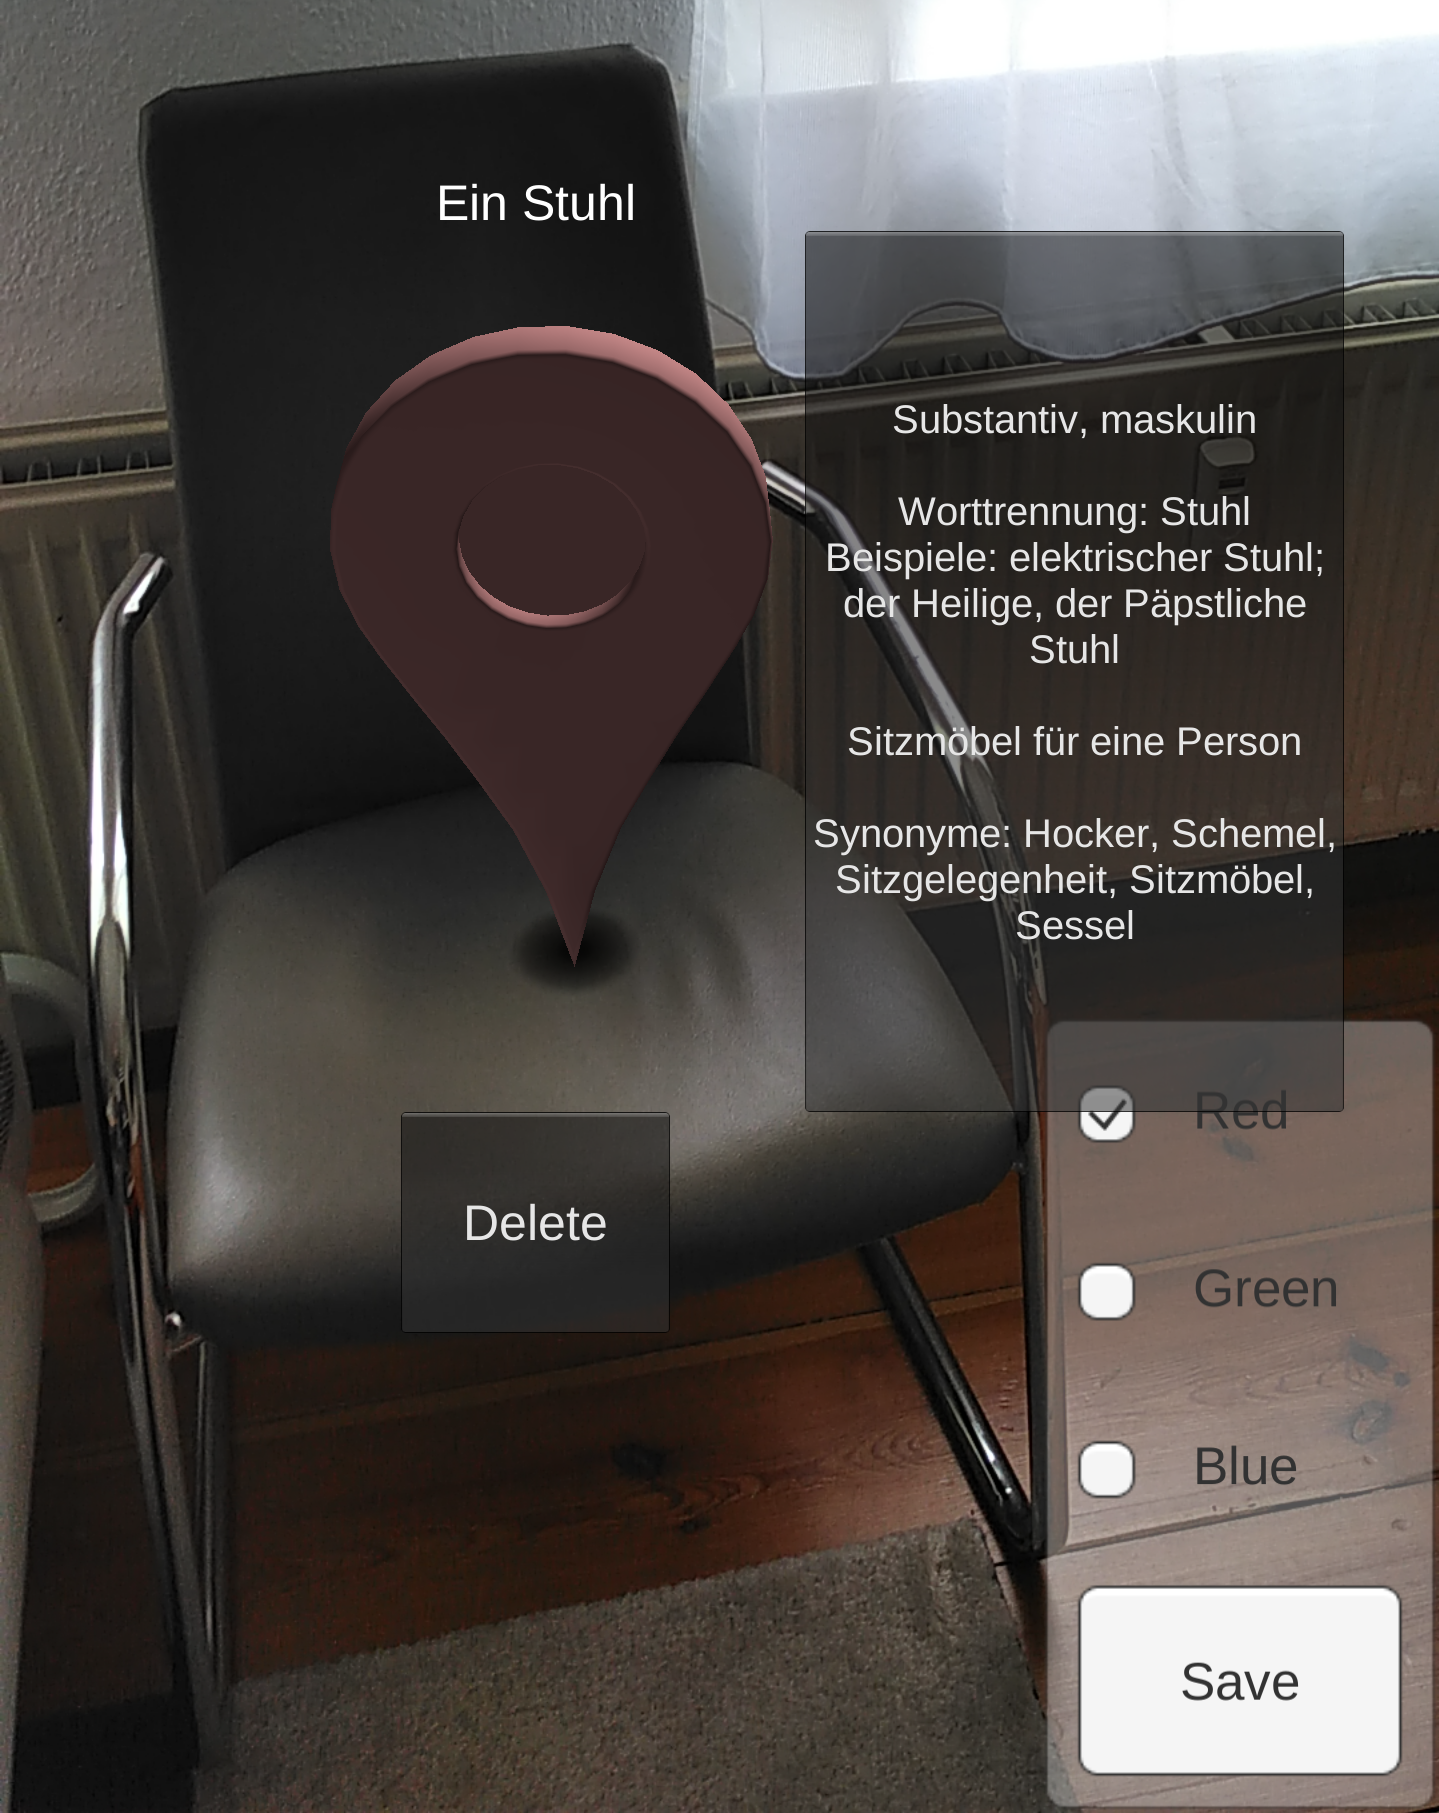 Ein Stuhl
Substantiv, maskulin
Worttrennung: Stuhl
Beispiele: elektrischer Stuhl;
der Heilige, der Päpstliche
Stuhl
Sitzmöbel für eine Person
Synonyme: Hocker, Schemel,
Sitzgelegenheit, Sitzmöbel,
Sessel
Delete
Red
Green
Blue
Save